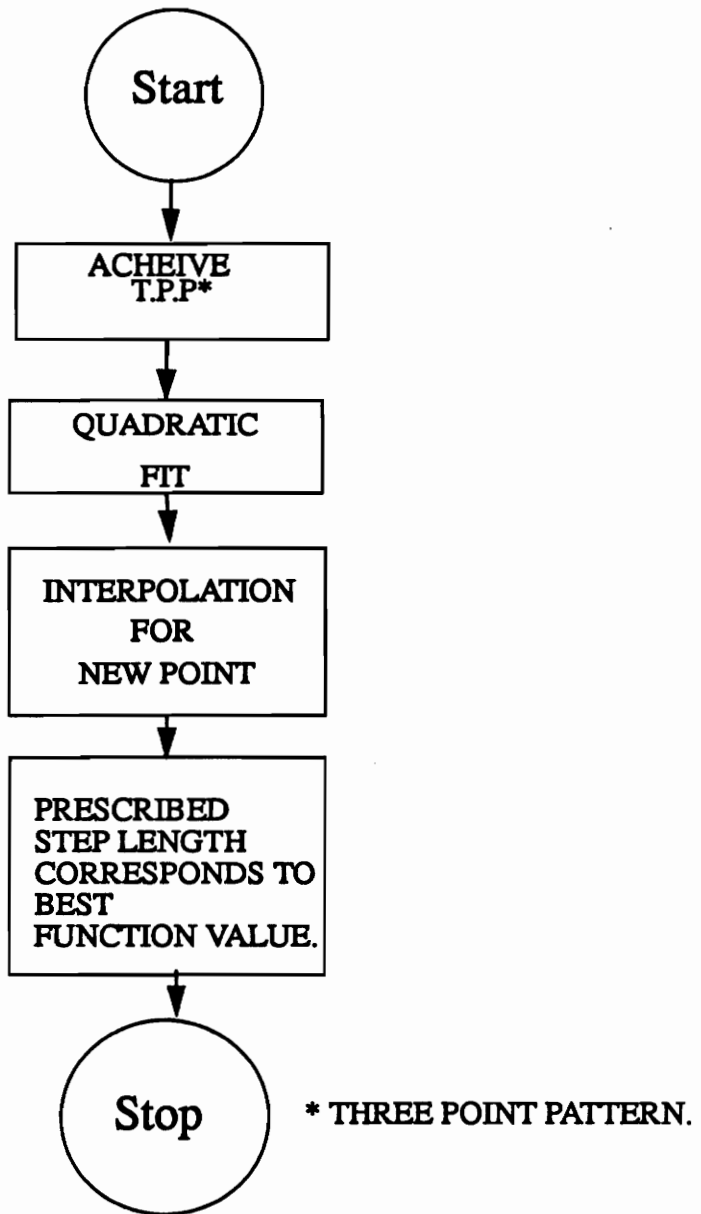 Start
ACHEIVE
T.P.P*
QUADRATIC
FIT
INTERPOLATION
FOR
NEW POINT
PRESCRIBED
STEP LENGTH
CORRESPONDS TO
BEST
FUNCTION VALUE.
Stop
* THREE POINT PATTERN.